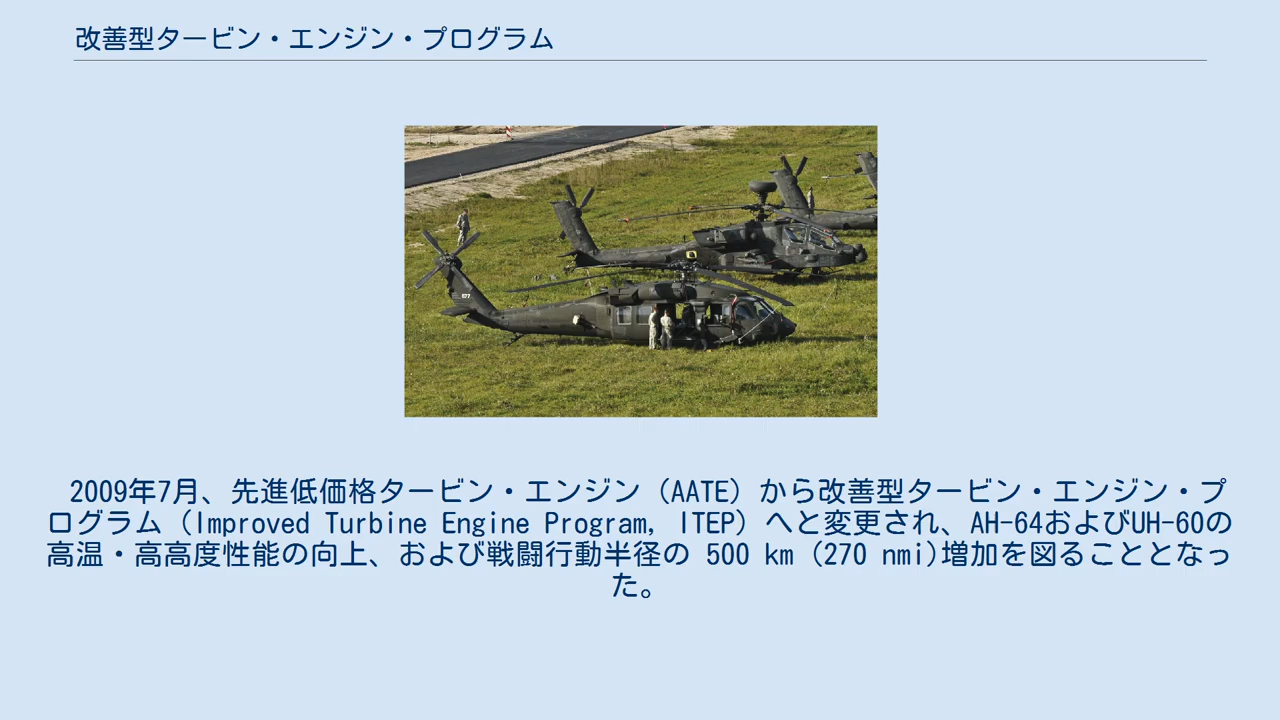 改善型タービン・エンジン・プログラム
2009年7月、先進低価格タービン・エンジン（AATE）から改善型タービン・エンジン・プ
ログラム（Improved Turbine Engine Program, ITEP）へと変更され、AH-64およびUH-60の
高温・高高度性能の向上、および戦闘行動半径の 500 km (270 nmi)増加を図ることとなっ
た。